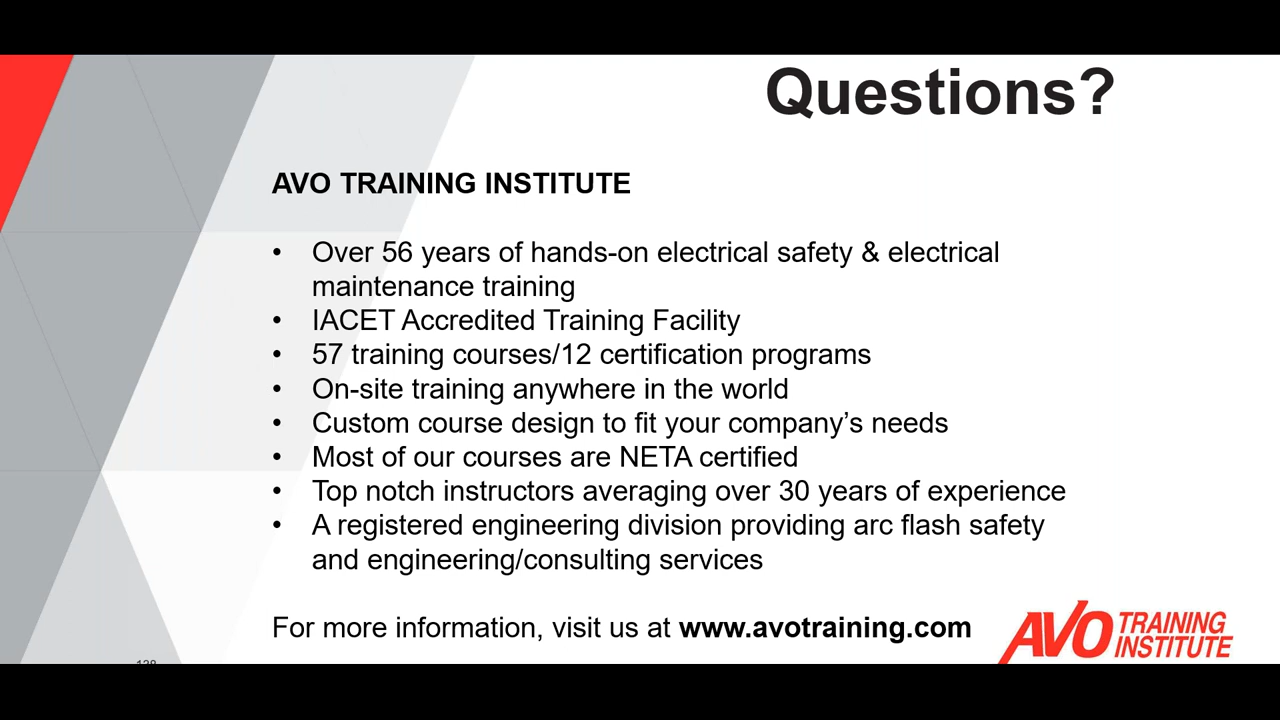 Questions?
AVO TRAINING INSTITUTE
• Over 56 years of hands-on electrical safety & electrical
maintenance training
• IACET Accredited Training Facility
• 57 training courses/12 certification programs
• On-site training anywhere in the world
• Custom course design to fit your company’s needs
• Most of our courses are NETA certified
• Top notch instructors averaging over 30 years of experience
• A registered engineering division providing arc flash safety
and engineering/consulting services
For more information, visit us at www.avotraining.com
AVO TRAINING
INSTITUTE